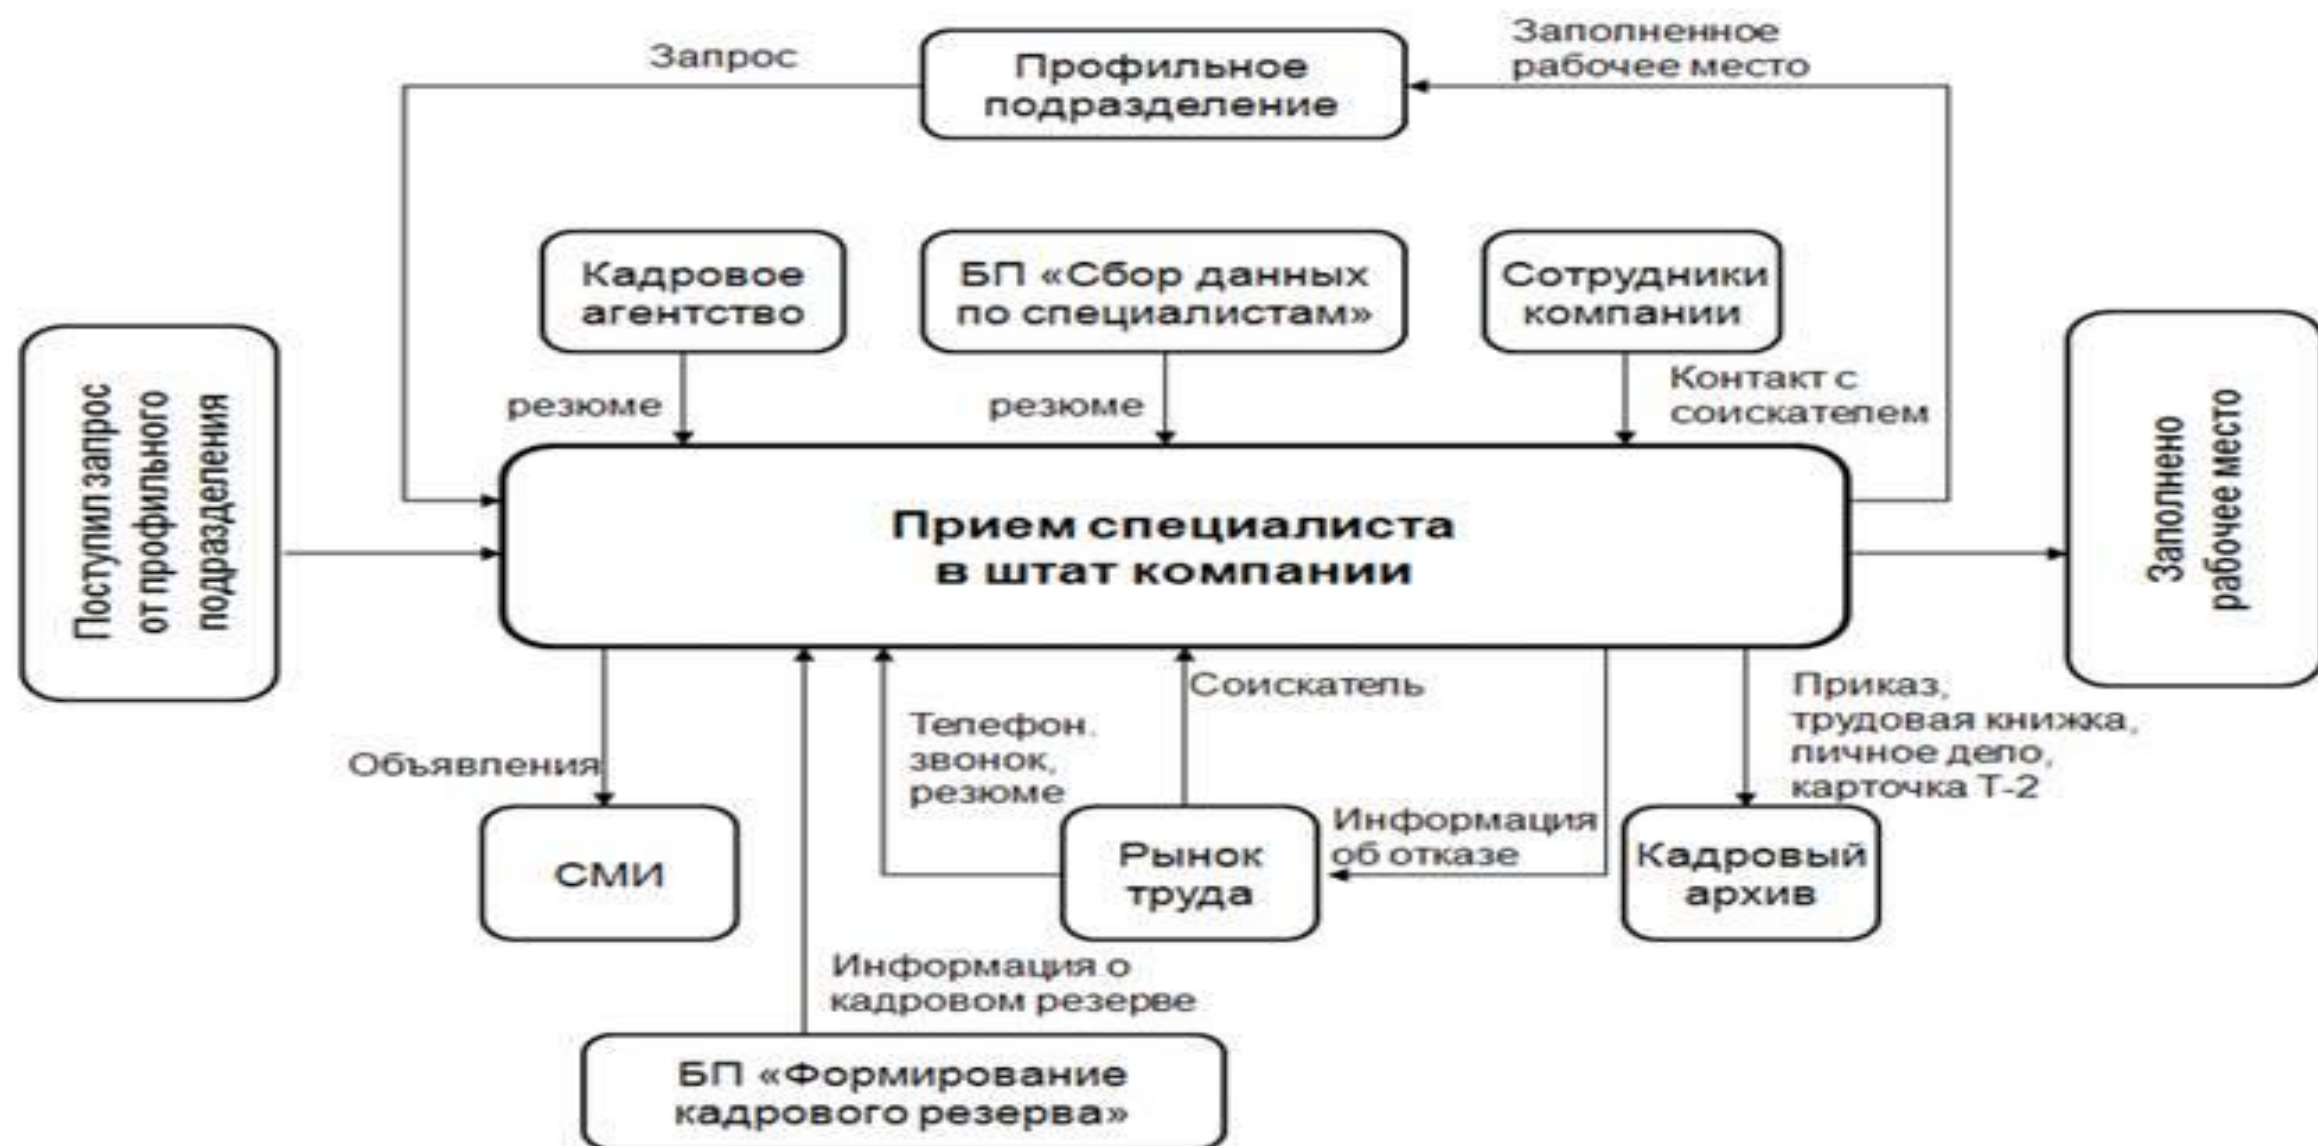 Запрос
Профильное
подразделение
Заполненное
рабочее место
Кадровое
агентство
БП «Сбор данных
по специалистам»
Сотрудники
компании
резюме
резюме
Контакт с
соискателем
Поступил запрос
от профильного
подразделения
Прием специалиста
в штат компании
Заполнено
рабочее место
Объявления
Телефон.
звонок,
резюме
Соискатель
Информация
об отказе
Приказ,
трудовая книжка,
личное дело,
карточка Т-2
СМИ
Рынок
труда
Кадровый
архив
Информация о
кадровом резерве
БП «Формирование
кадрового резерва»